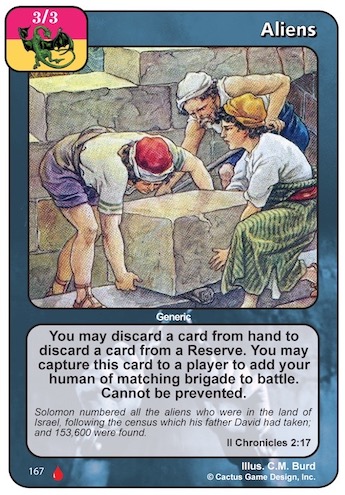 3/3
Aliens
Generic
You may discard a card from hand to
discard a card from a Reserve. You may
capture this card to a player to add your
human of matching brigade to battle.
Cannot be prevented.
Solomon numbered all the aliens who were in the land of
Israel, following the census which his father David had taken;
and 153,600 were found.
II Chronicles 2:17
167
Illus. C.M. Burd
© Cactus Game Design, Inc.